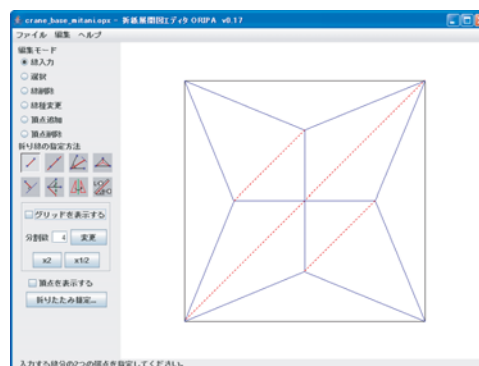 crane_base_mitani.opx - 折紙展開図エディタ ORIPA v0.17
ファイル 編集 ヘルプ
編集モード
線入力
選択
線削除
線種変更
頂点追加
頂点削除
折り線の指定方法
グリッドを表示する
分割数 4 変更
x2 x1/2
頂点を表示する
折りたたみ推定...
入力する線分の2つの端点を指定してください。